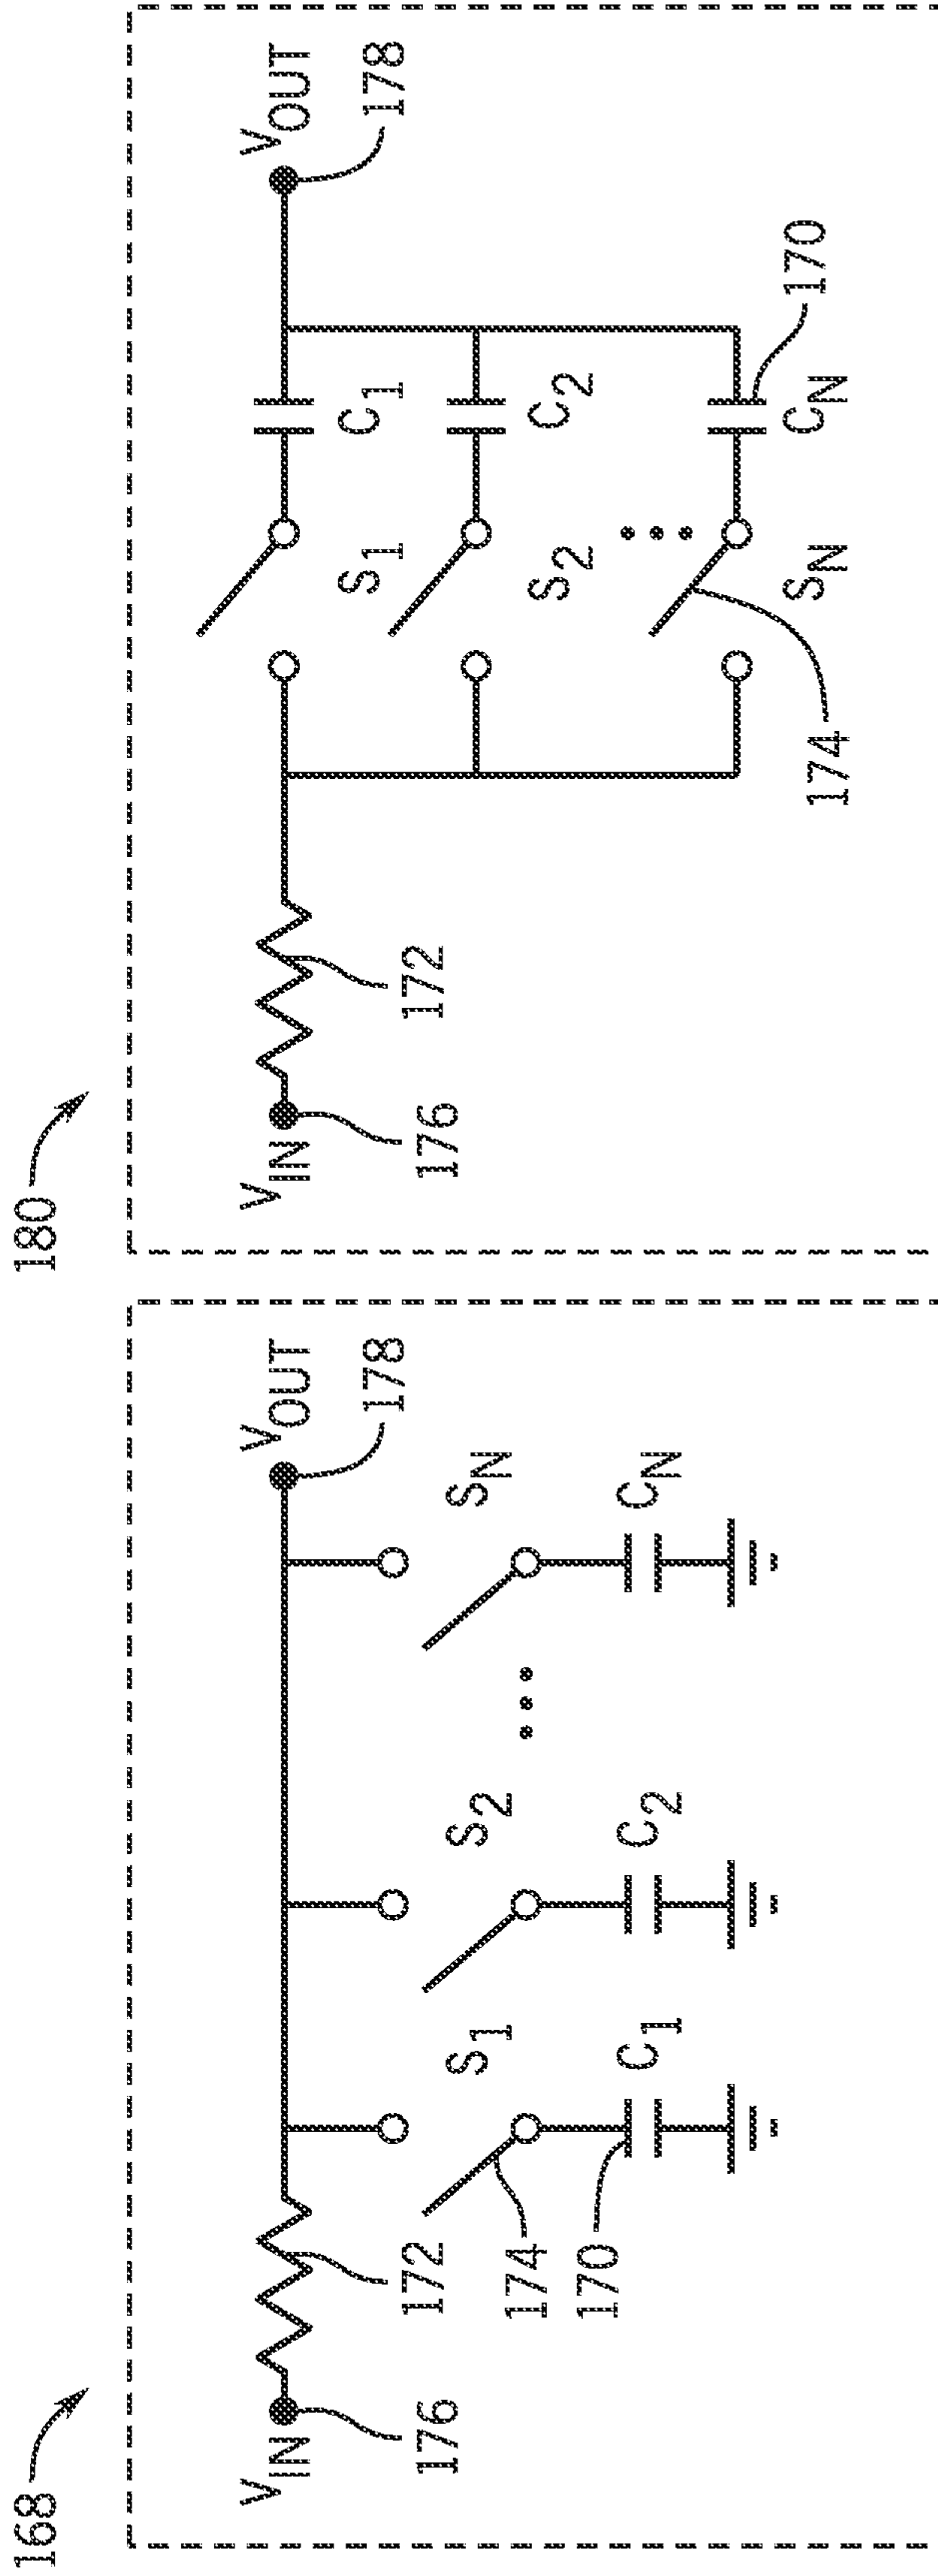 168
V_IN
176
172
174
170
S_1
C_1
S_2
C_2
S_N
C_N
V_OUT
178
180
V_IN
176
172
S_1
C_1
S_2
C_2
S_N
C_N
174
170
V_OUT
178